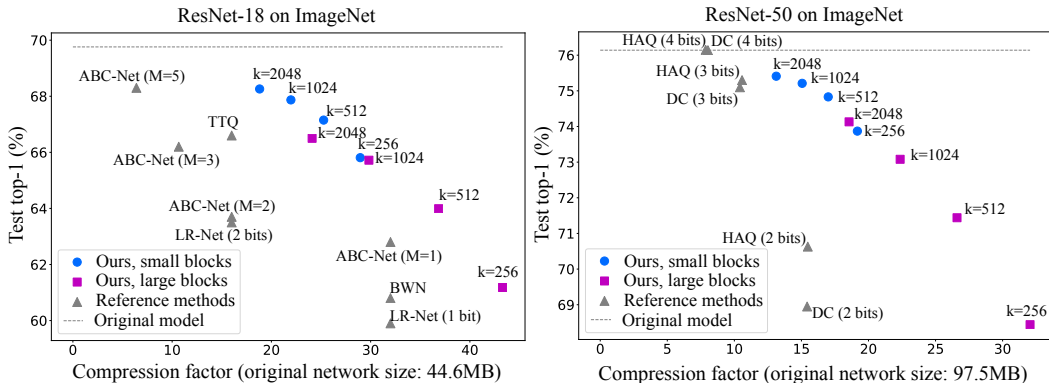 ResNet-18 on ImageNet
Test top-1 (%)
70
68
66
64
62
60
ABC-Net (M=5)
k=2048
k=1024
k=512
TTQ
k=2048
k=256
ABC-Net (M=3)
k=1024
ABC-Net (M=2)
k=512
LR-Net (2 bits)
ABC-Net (M=1)
k=256
BWN
LR-Net (1 bit)
Ours, small blocks
Ours, large blocks
Reference methods
Original model
0 10 20 30 40
Compression factor (original network size: 44.6MB)
ResNet-50 on ImageNet
Test top-1 (%)
76
75
74
73
72
71
70
69
HAQ (4 bits) DC (4 bits)
k=2048
HAQ (3 bits)
k=1024
DC (3 bits)
k=512
k=2048
k=256
k=1024
k=512
HAQ (2 bits)
DC (2 bits)
k=256
Ours, small blocks
Ours, large blocks
Reference methods
Original model
0 5 10 15 20 25 30
Compression factor (original network size: 97.5MB)